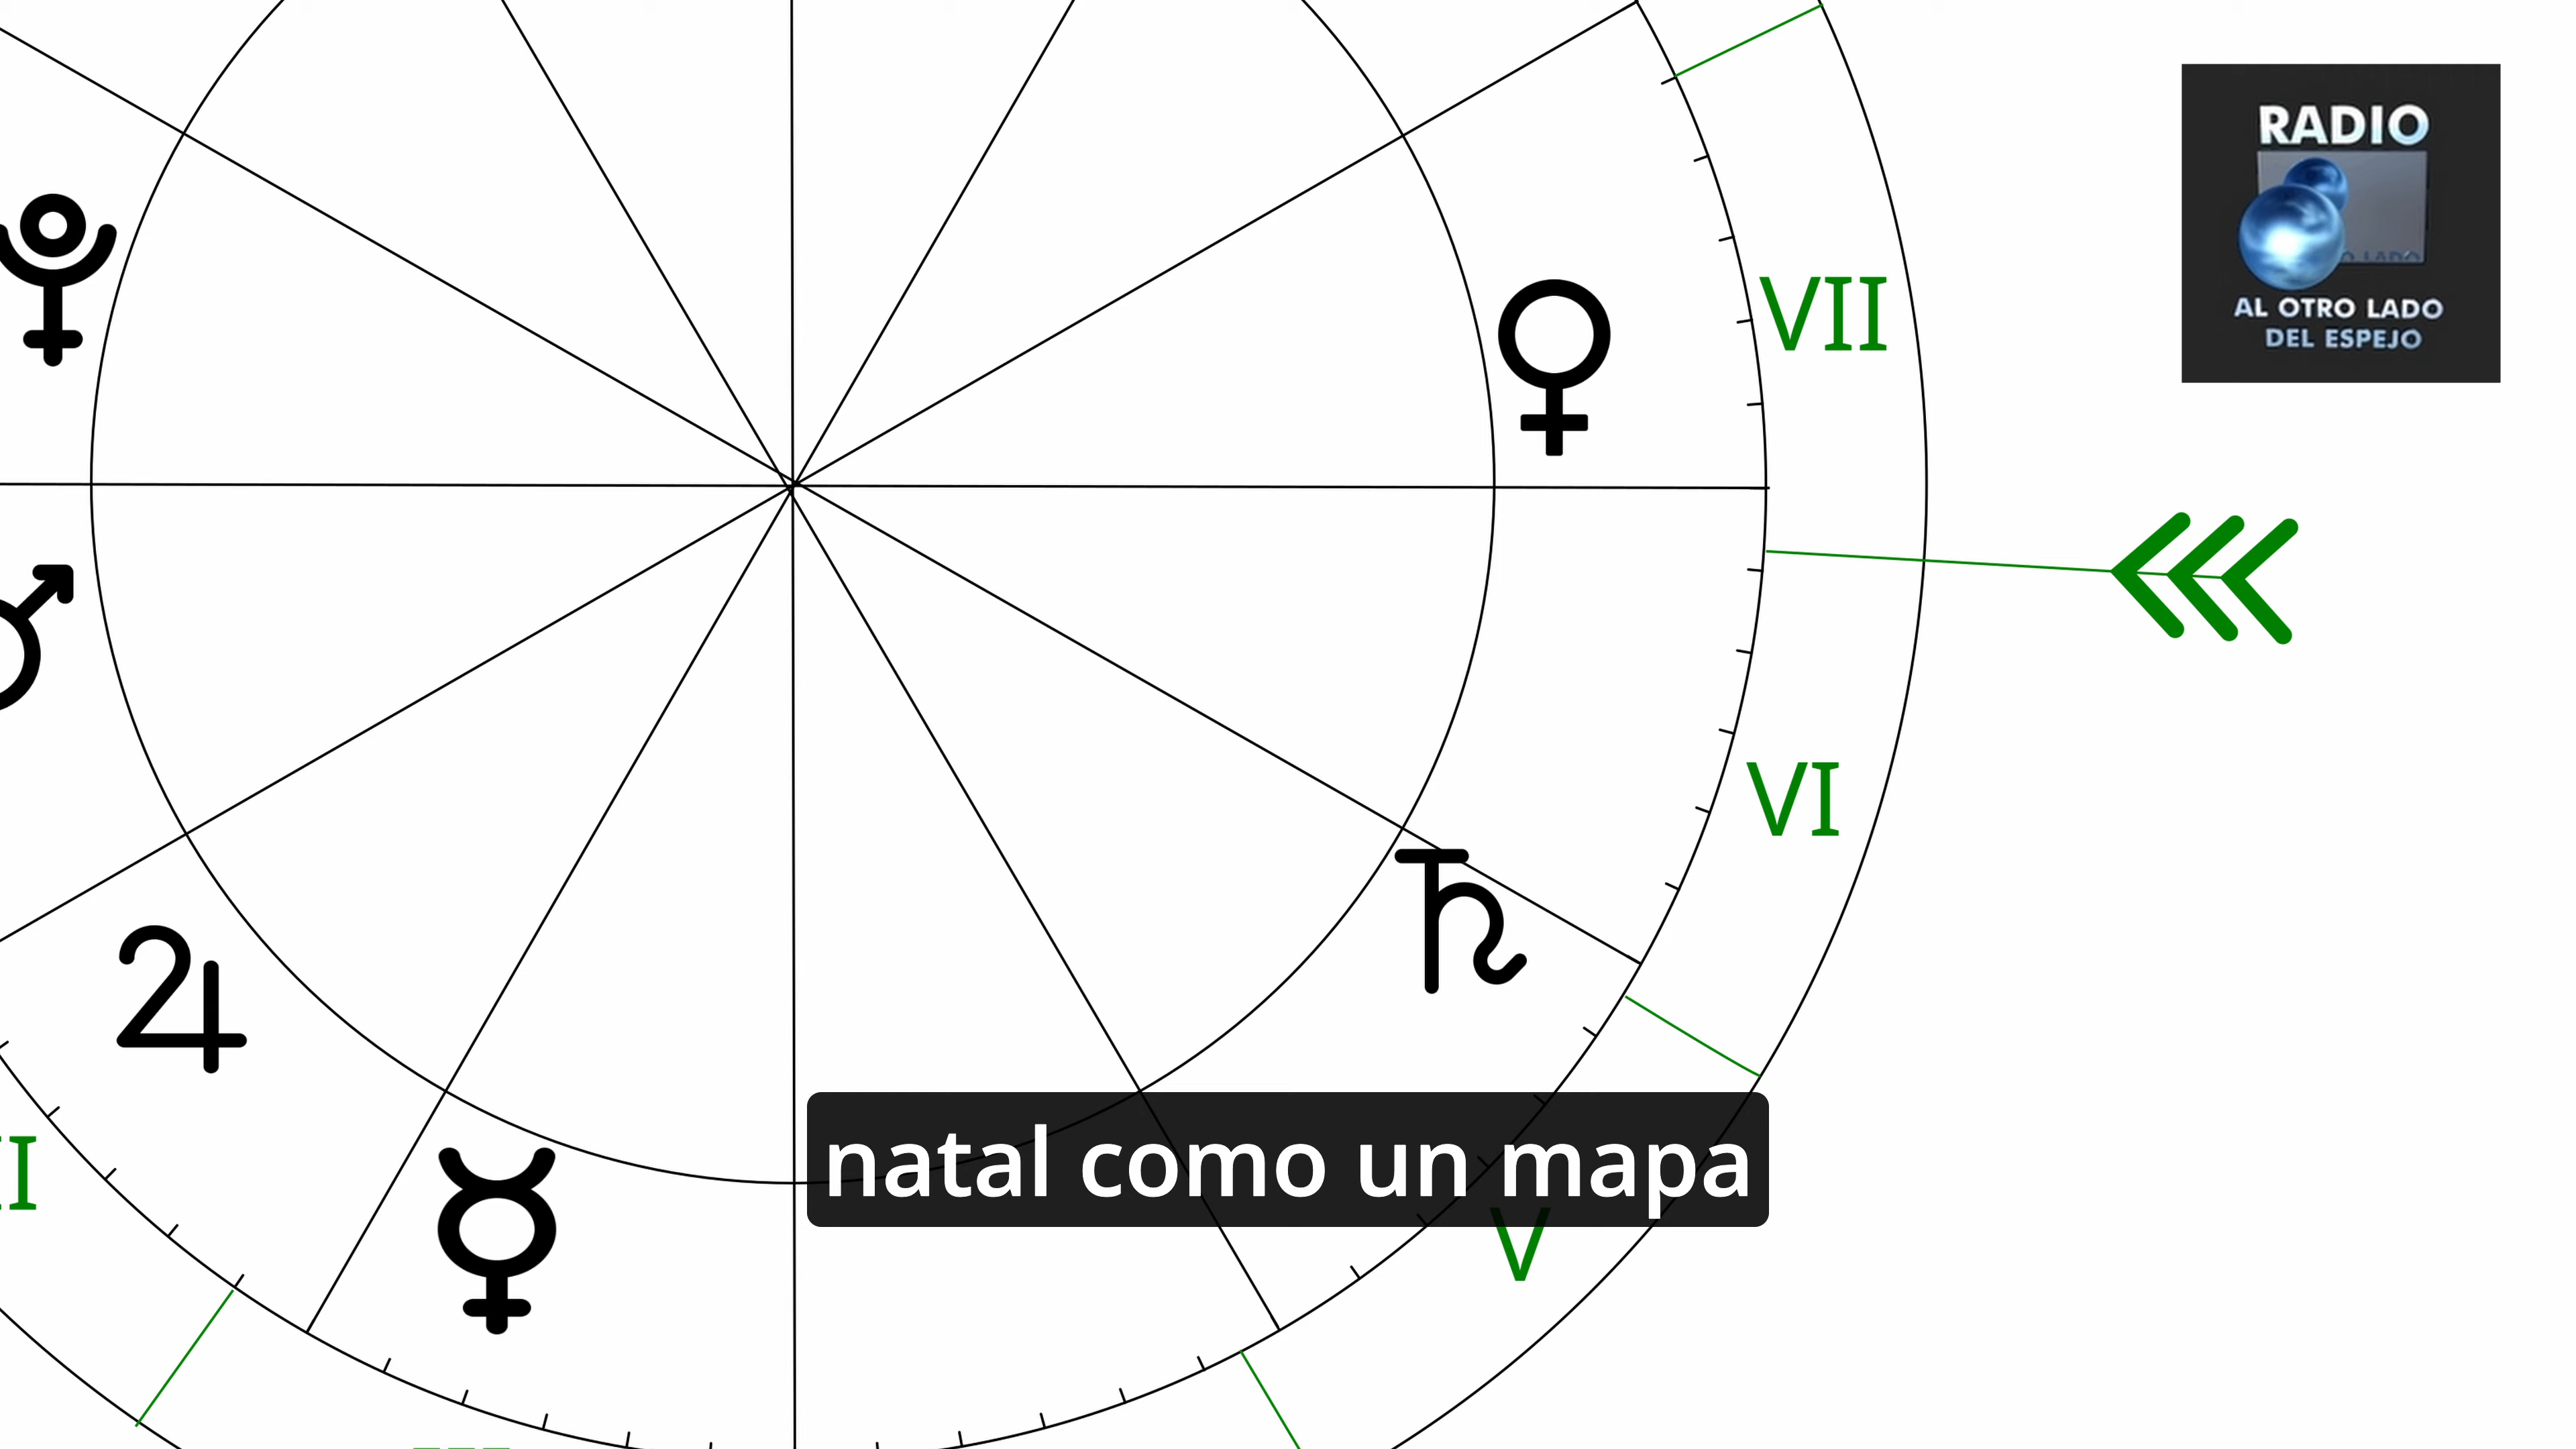 RADIO
AL OTRO LADO
DEL ESPEJO
VII
VI
natal como un mapa
V